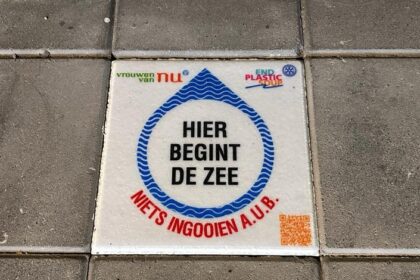 vrouwen
van nu
END
PLASTIC
SOUP
HIER
BEGINT
DE ZEE
NIETS INGOOIEN A.U.B.